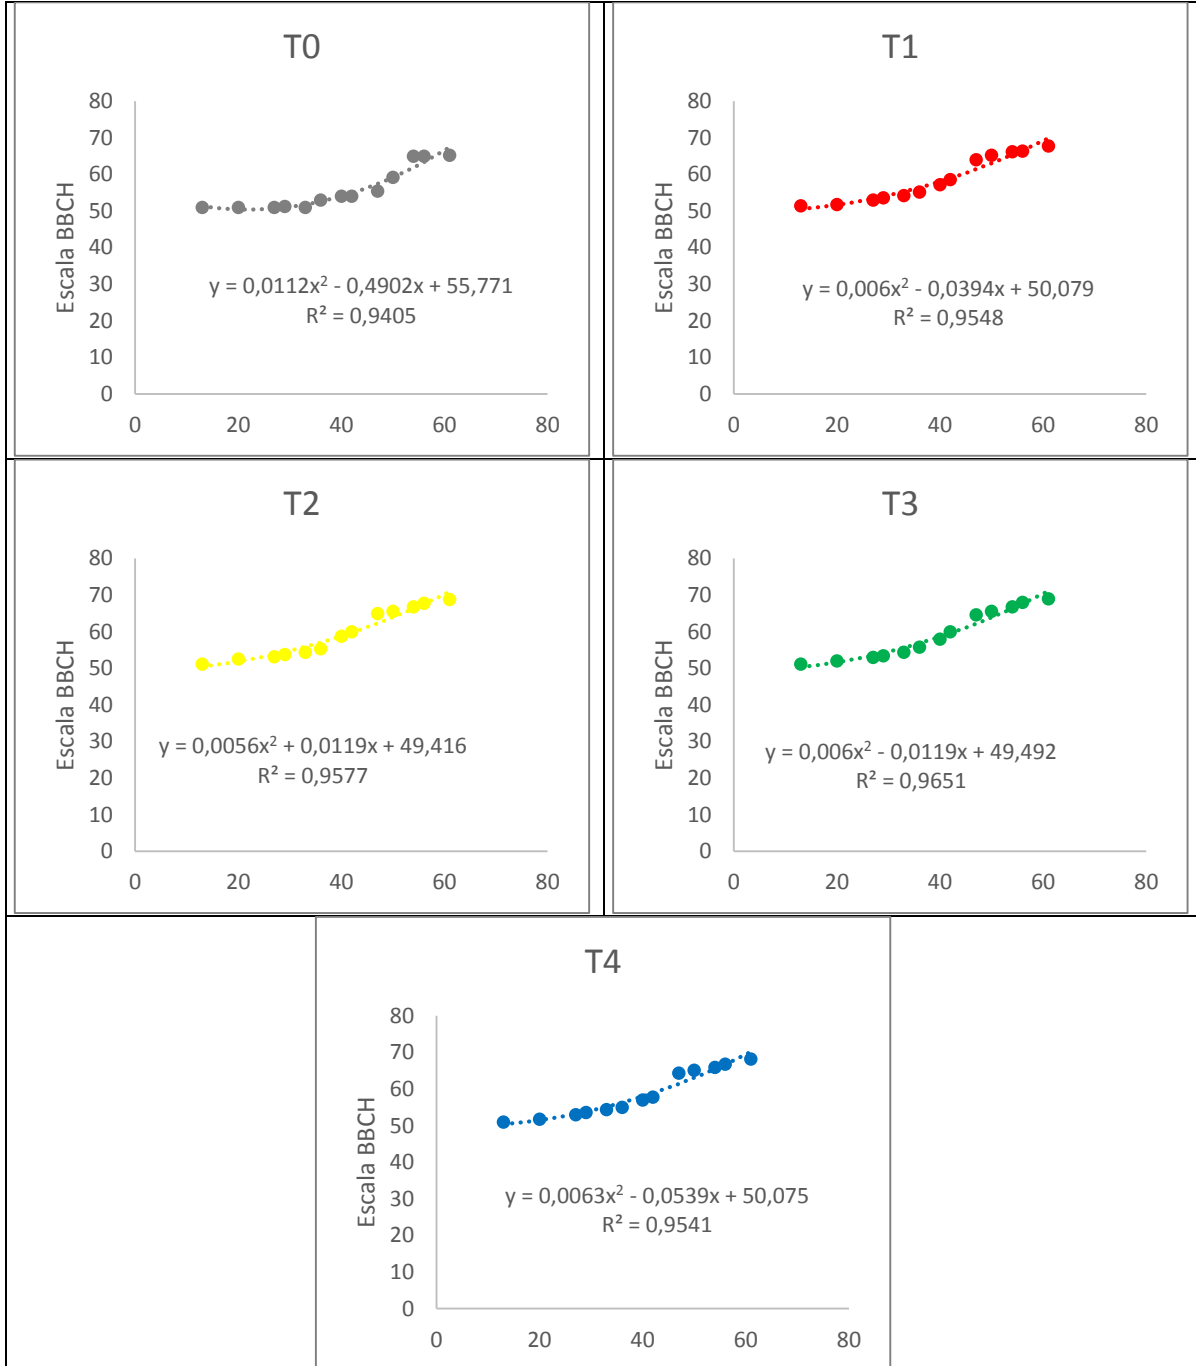 T0
80
70
60
50
40
30
20
10
0
Escala BBCH
y = 0,0112x² - 0,4902x + 55,771
R² = 0,9405
0 20 40 60 80
T1
80
70
60
50
40
30
20
10
0
Escala BBCH
y = 0,006x² - 0,0394x + 50,079
R² = 0,9548
0 20 40 60 80
T2
80
70
60
50
40
30
20
10
0
Escala BBCH
y = 0,0056x² + 0,0119x + 49,416
R² = 0,9577
0 20 40 60 80
T3
80
70
60
50
40
30
20
10
0
Escala BBCH
y = 0,006x² - 0,0119x + 49,492
R² = 0,9651
0 20 40 60 80
T4
80
70
60
50
40
30
20
10
0
Escala BBCH
y = 0,0063x² - 0,0539x + 50,075
R² = 0,9541
0 20 40 60 80